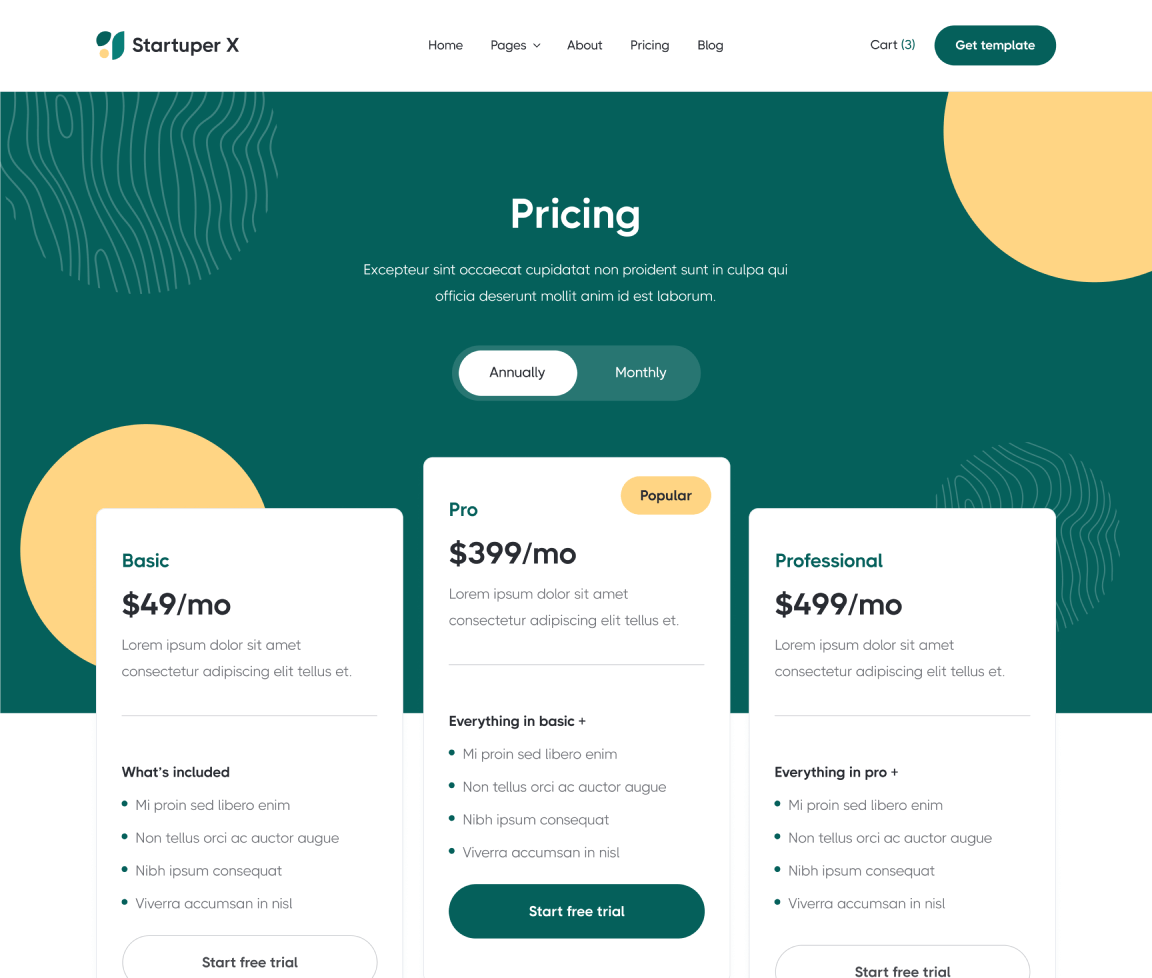 Startuper X
Home
Pages
About
Pricing
Blog
Cart (3)
Get template
Pricing
Excepteur sint occaecat cupidatat non proident sunt in culpa qui
officia deserunt mollit anim id est laborum.
Annually
Monthly
Basic
$49/mo
Lorem ipsum dolor sit amet
consectetur adipiscing elit tellus et.
What's included
Mi proin sed libero enim
Non tellus orci ac auctor augue
Nibh ipsum consequat
Viverra accumsan in nisl
Start free trial
Popular
Pro
$399/mo
Lorem ipsum dolor sit amet
consectetur adipiscing elit tellus et.
Everything in basic +
Mi proin sed libero enim
Non tellus orci ac auctor augue
Nibh ipsum consequat
Viverra accumsan in nisl
Start free trial
Professional
$499/mo
Lorem ipsum dolor sit amet
consectetur adipiscing elit tellus et.
Everything in pro +
Mi proin sed libero enim
Non tellus orci ac auctor augue
Nibh ipsum consequat
Viverra accumsan in nisl
Start free trial